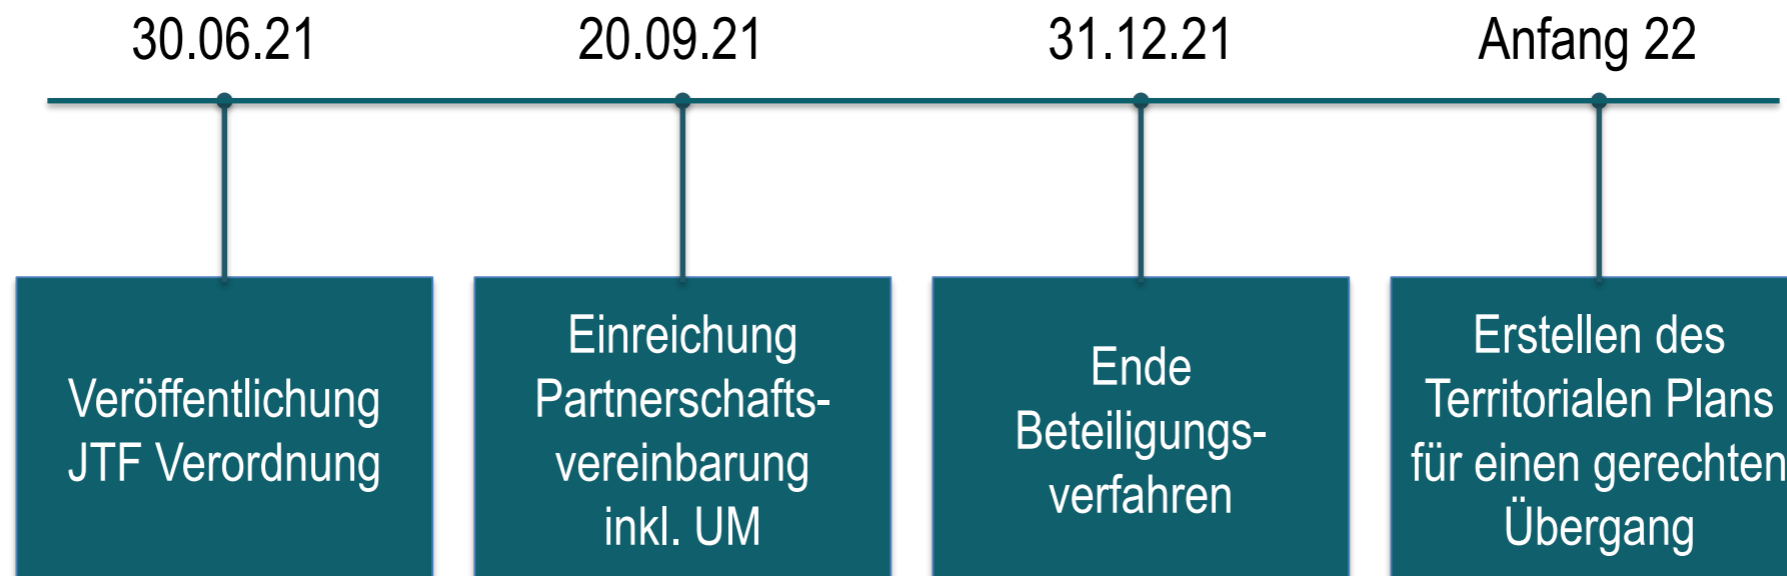 30.06.21
20.09.21
31.12.21
Anfang 22
Veröffentlichung
JTF Verordnung
Einreichung
Partnerschafts-
vereinbarung
inkl. UM
Ende
Beteiligungs-
verfahren
Erstellen des
Territorialen Plans
für einen gerechten
Übergang